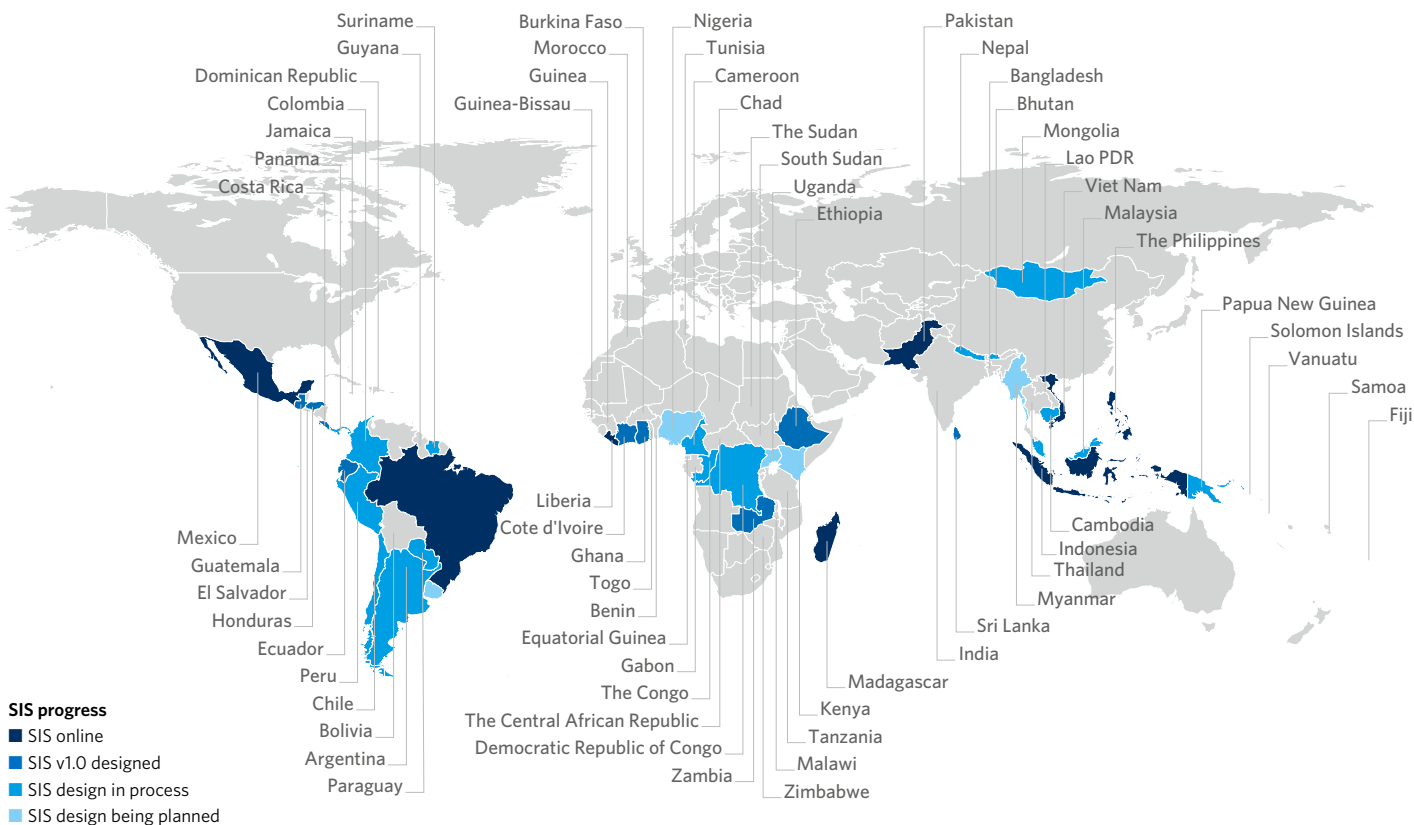 Suriname
Guyana
Dominican Republic
Colombia
Jamaica
Panama
Costa Rica
Burkina Faso
Morocco
Guinea
Guinea-Bissau
Nigeria
Tunisia
Cameroon
Chad
The Sudan
South Sudan
Uganda
Ethiopia
Pakistan
Nepal
Bangladesh
Bhutan
Mongolia
Lao PDR
Viet Nam
Malaysia
The Philippines
Papua New Guinea
Solomon Islands
Vanuatu
Samoa
Fiji
Mexico
Guatemala
El Salvador
Honduras
Ecuador
Peru
Chile
Bolivia
Argentina
Paraguay
Liberia
Cote d'Ivoire
Ghana
Togo
Benin
Equatorial Guinea
Gabon
The Congo
The Central African Republic
Democratic Republic of Congo
Zambia
Madagascar
Kenya
Tanzania
Malawi
Zimbabwe
Cambodia
Indonesia
Thailand
Myanmar
Sri Lanka
India
SIS progress
SIS online
SIS v1.0 designed
SIS design in process
SIS design being planned